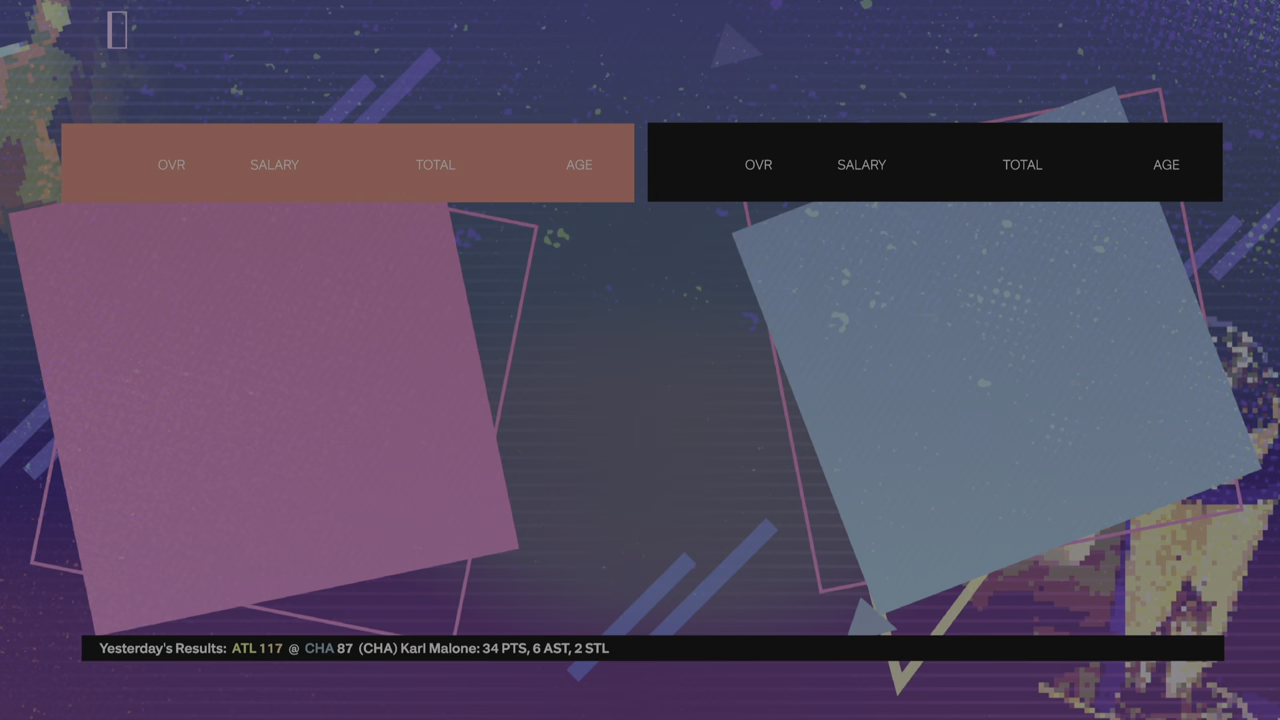 OVR SALARY TOTAL AGE
OVR SALARY TOTAL AGE
Yesterday's Results: ATL 117 @ CHA 87 (CHA) Karl Malone: 34 PTS, 6 AST, 2 STL